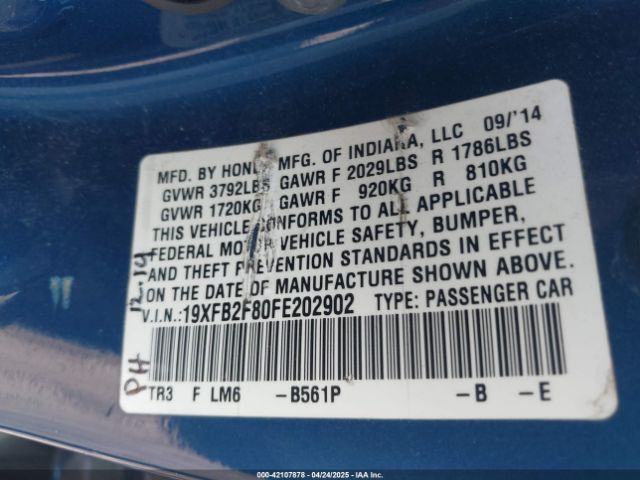 MFD. BY HONDA MFG. OF INDIANA, LLC 09/'14
GVWR 3792LBS GAWR F 2029LBS R 1786LBS
GVWR 1720KG GAWR F 920KG R 810KG
THIS VEHICLE CONFORMS TO ALL APPLICABLE
FEDERAL MOTOR VEHICLE SAFETY, BUMPER,
AND THEFT PREVENTION STANDARDS IN EFFECT
ON THE DATE OF MANUFACTURE SHOWN ABOVE.
V.I.N.:19XFB2F80FE202902 TYPE: PASSENGER CAR
TR3 F LM6 -B561P -B -E
PH 12.14
000-42107878 - 04/24/2025 - IAA Inc.